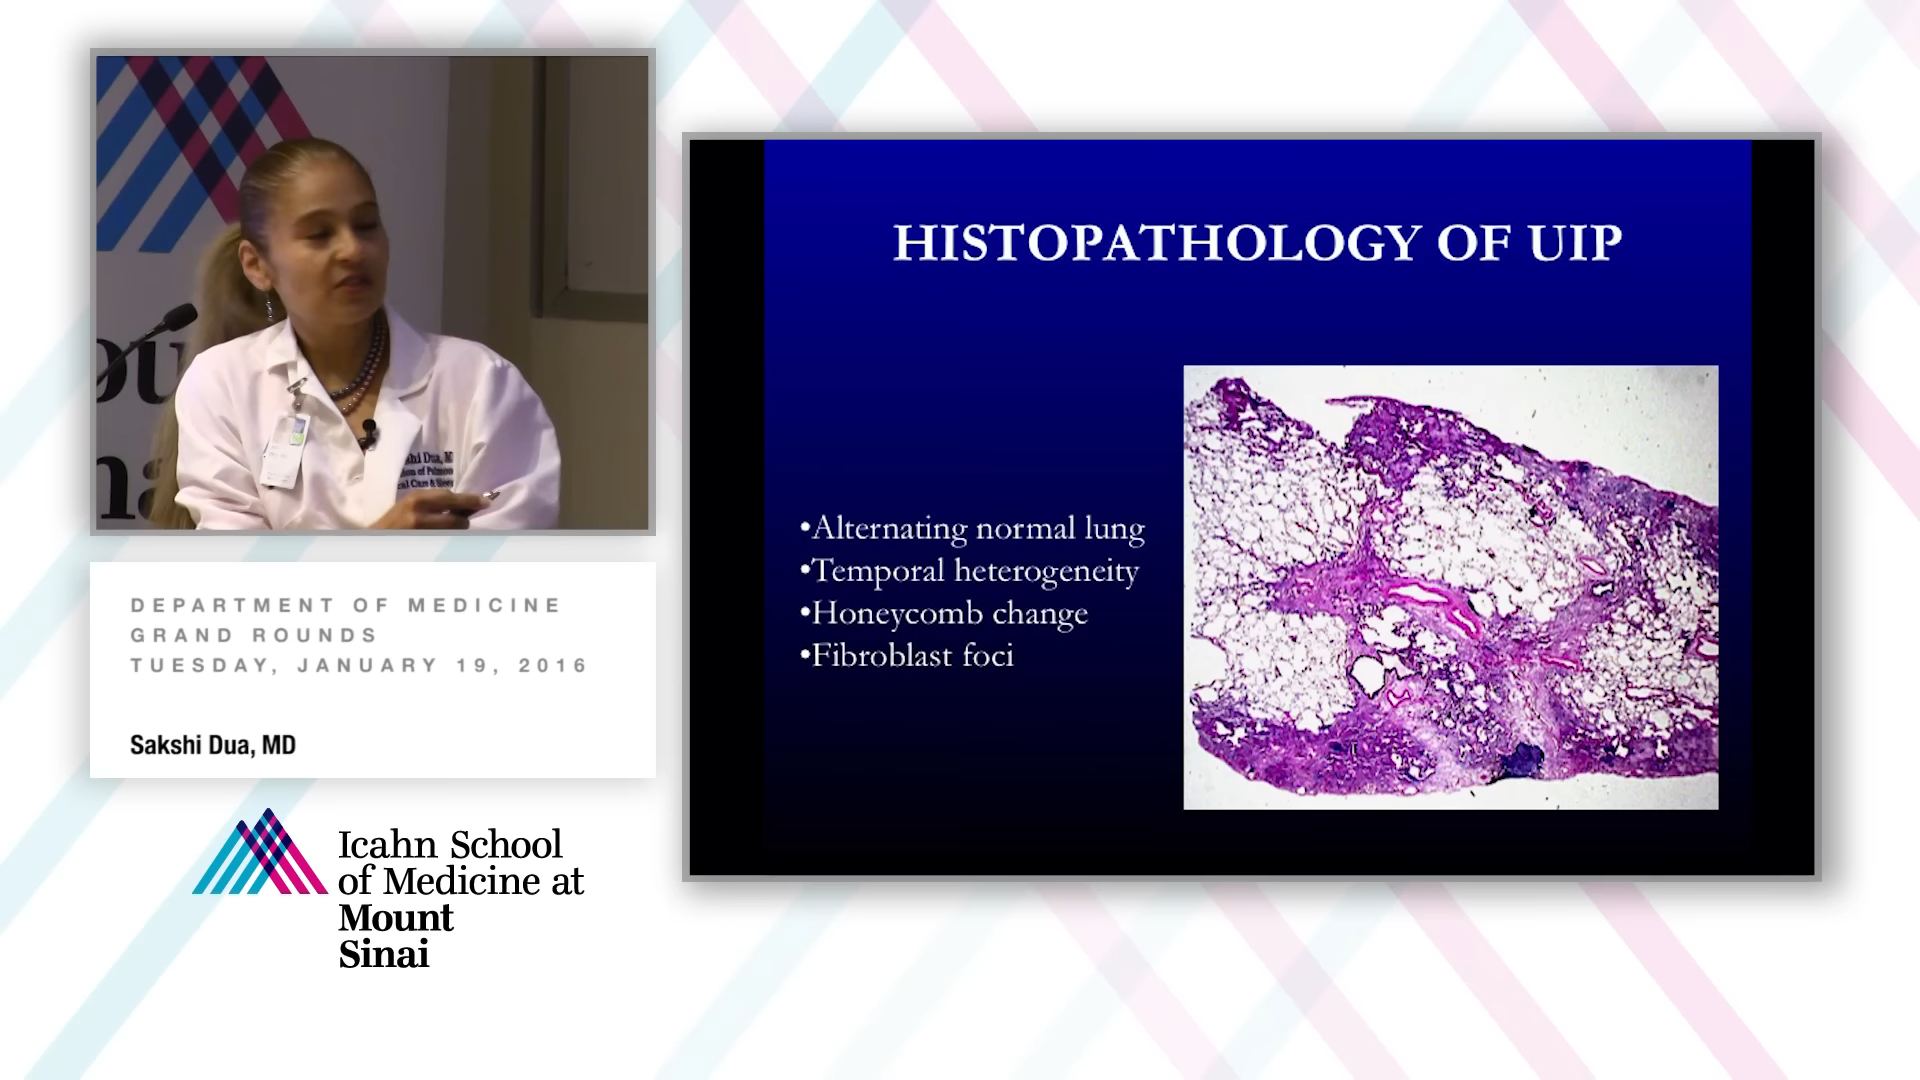 DEPARTMENT OF MEDICINE
GRAND ROUNDS
TUESDAY, JANUARY 19, 2016
Sakshi Dua, MD
Icahn School
of Medicine at
Mount
Sinai
HISTOPATHOLOGY OF UIP
•Alternating normal lung
•Temporal heterogeneity
•Honeycomb change
•Fibroblast foci